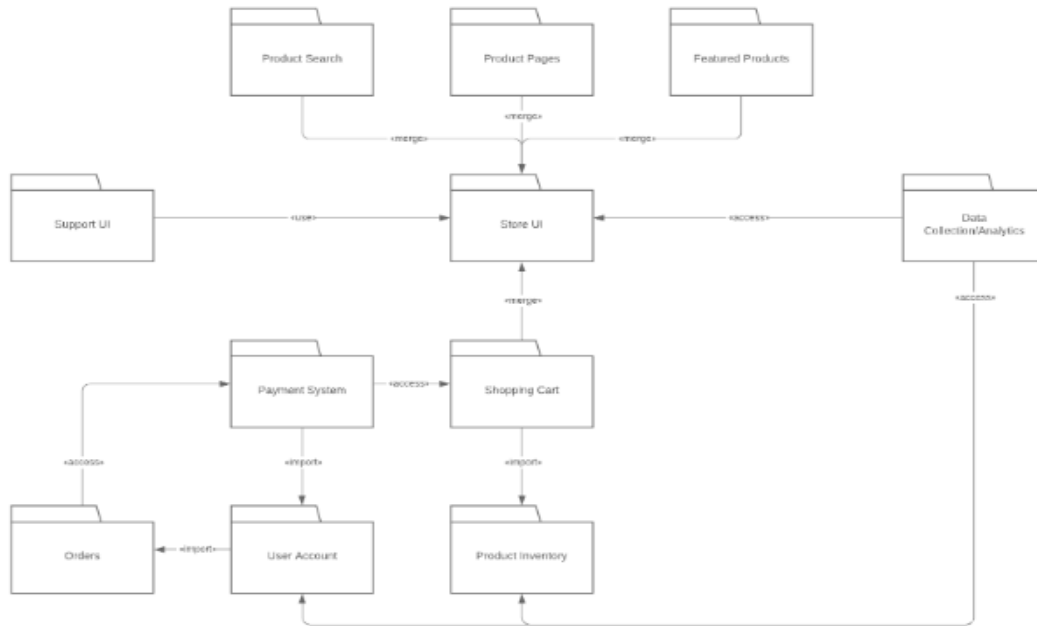 Product Search
Product Pages
Featured Products
«merge»
«merge»
«merge»
Support UI
«use»
Store UI
«access»
Data
Collection/Analytics
«merge»
«access»
Payment System
«access»
Shopping Cart
«access»
«import»
«import»
Orders
«import»
User Account
Product Inventory